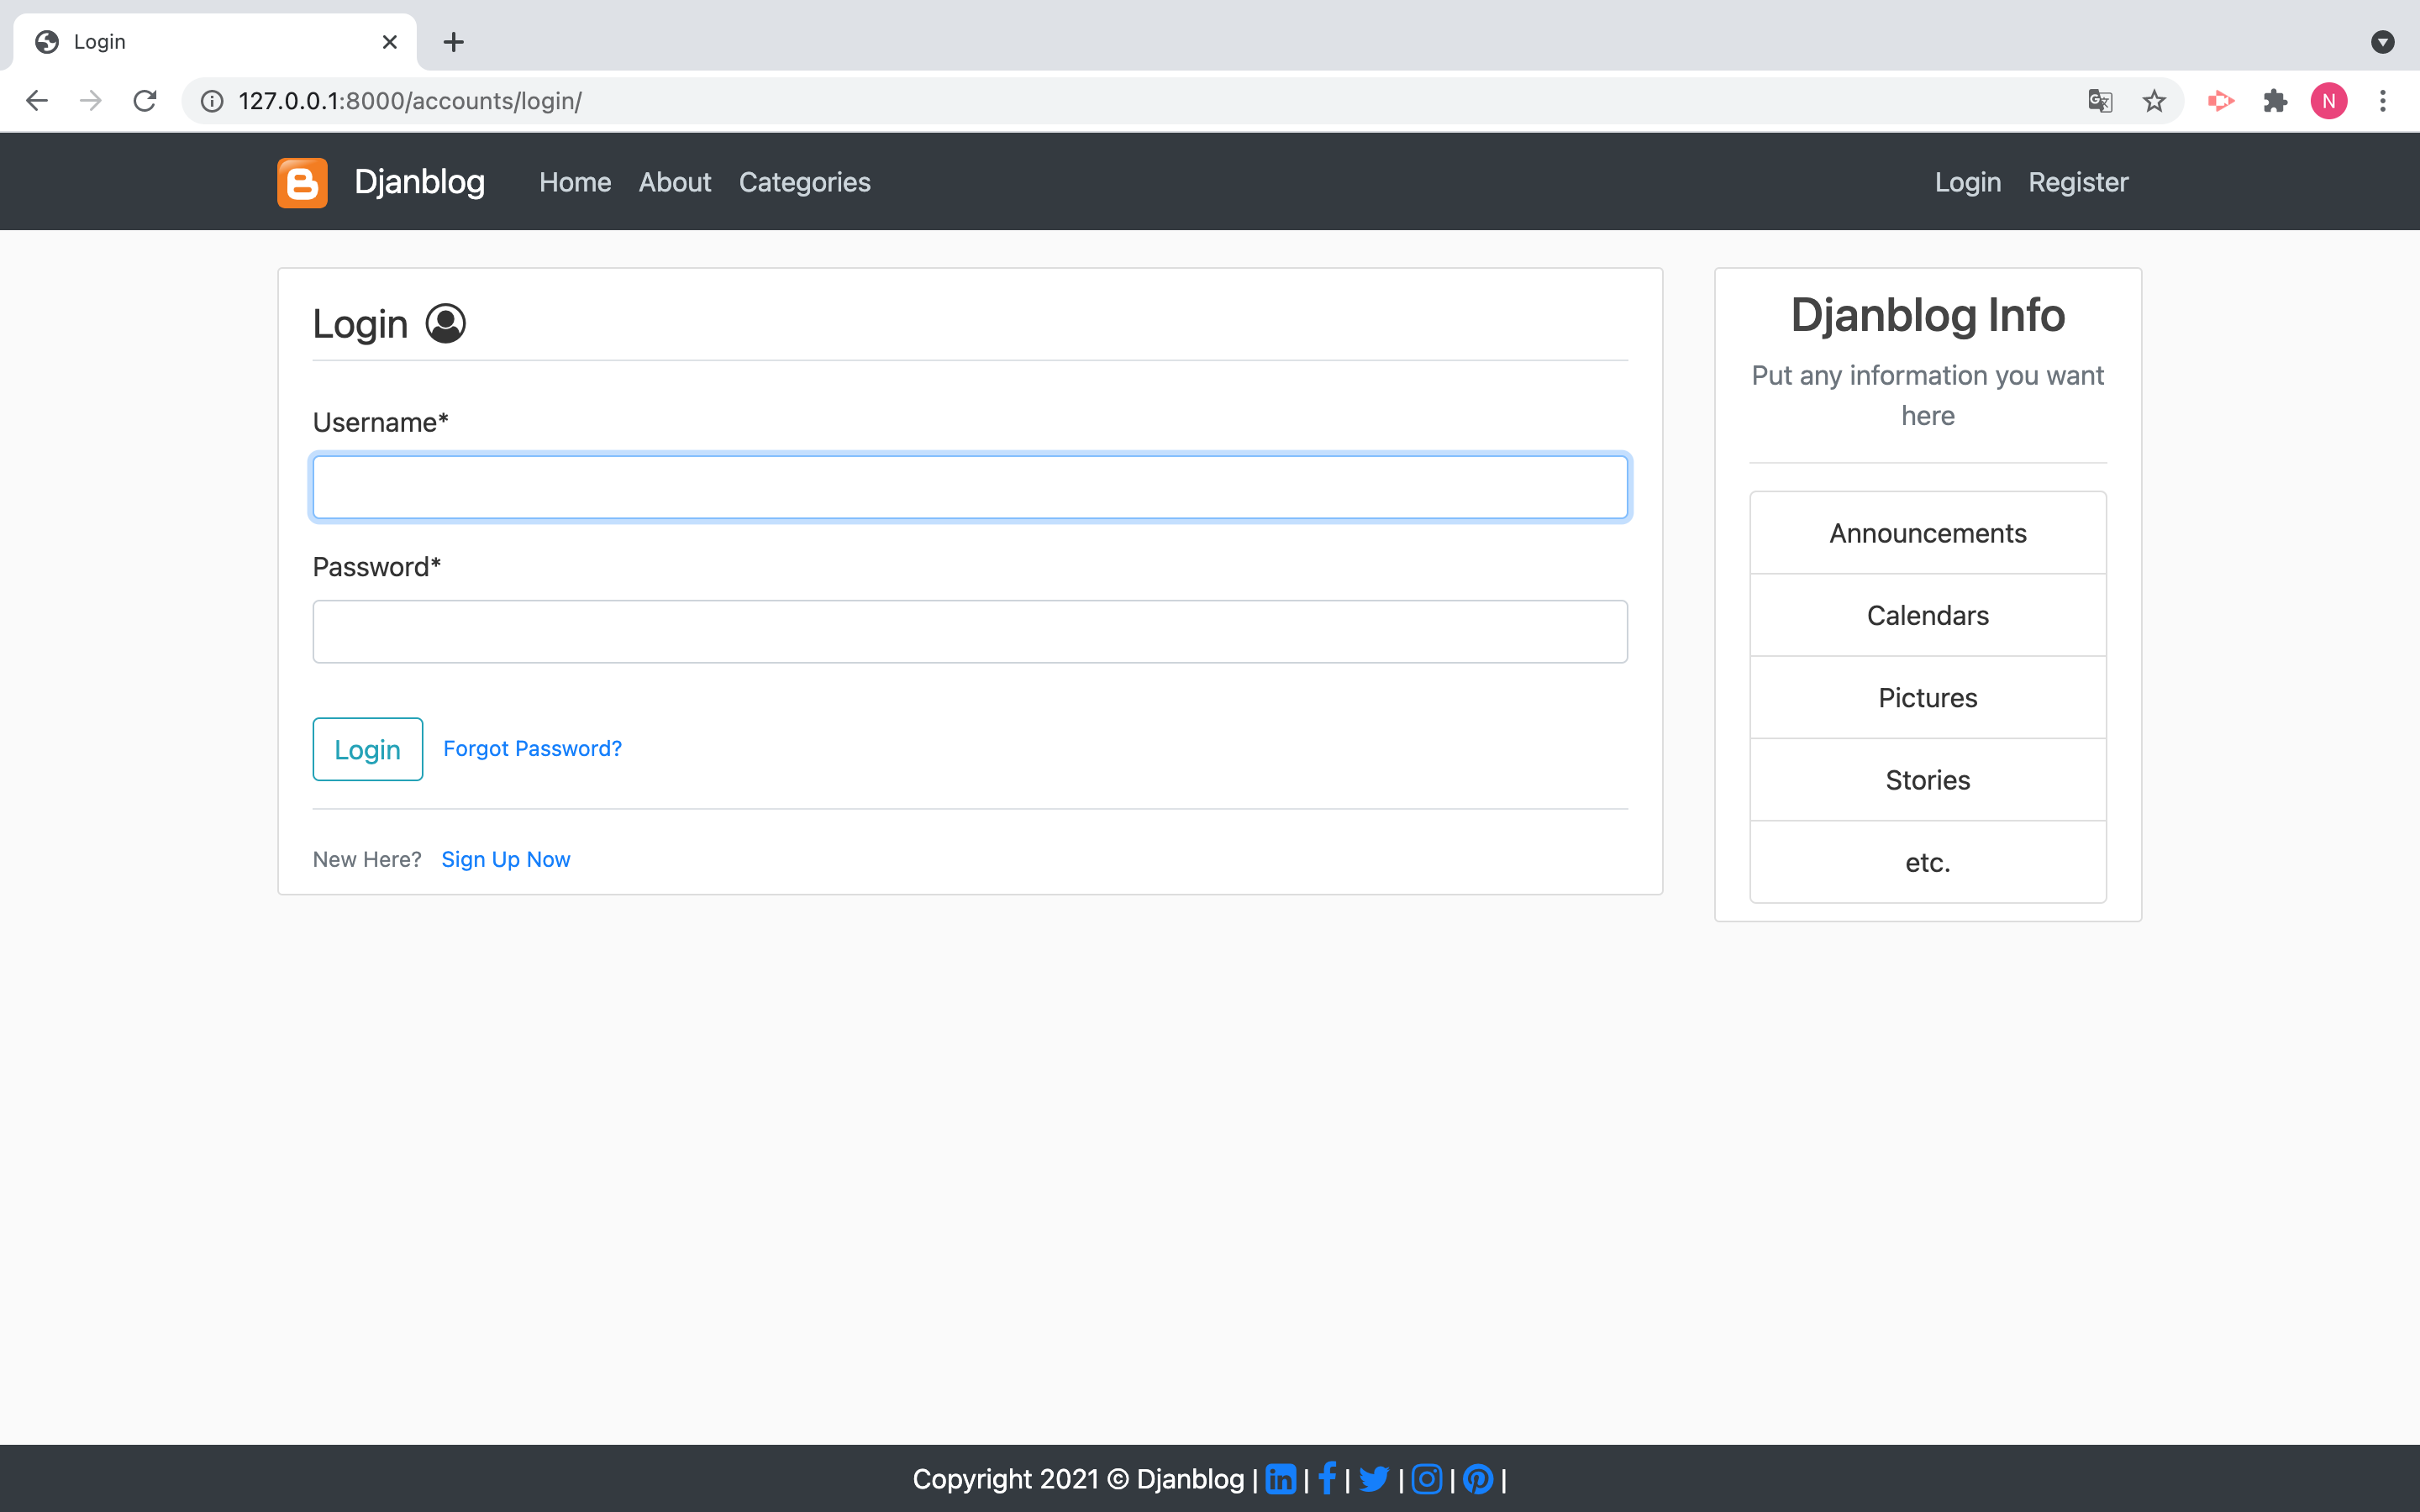 Login
127.0.0.1:8000/accounts/login/
N
Djanblog Home About Categories Login Register
Login
Username*
Password*
Login Forgot Password?
New Here? Sign Up Now
Djanblog Info
Put any information you want
here
Announcements
Calendars
Pictures
Stories
etc.
Copyright 2021 © Djanblog | | | | | |